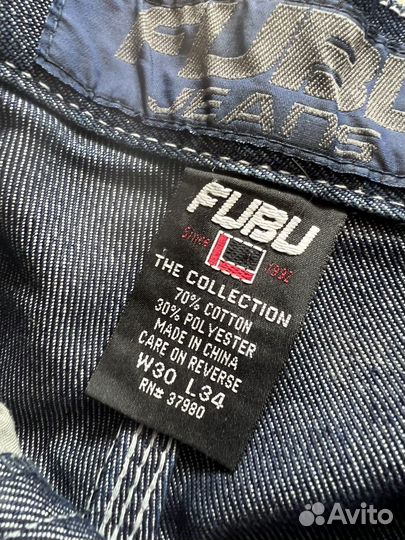 FUBU
JEANS
FUBU
Since 1992
THE COLLECTION
70% COTTON
30% POLYESTER
MADE IN CHINA
CARE ON REVERSE
W30 L34
RN# 37980
Avito